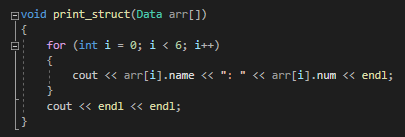 void print_struct(Data arr[])
{
    for (int i = 0; i < 6; i++)
    {
        cout << arr[i].name << ": " << arr[i].num << endl;
    }
    cout << endl << endl;
}